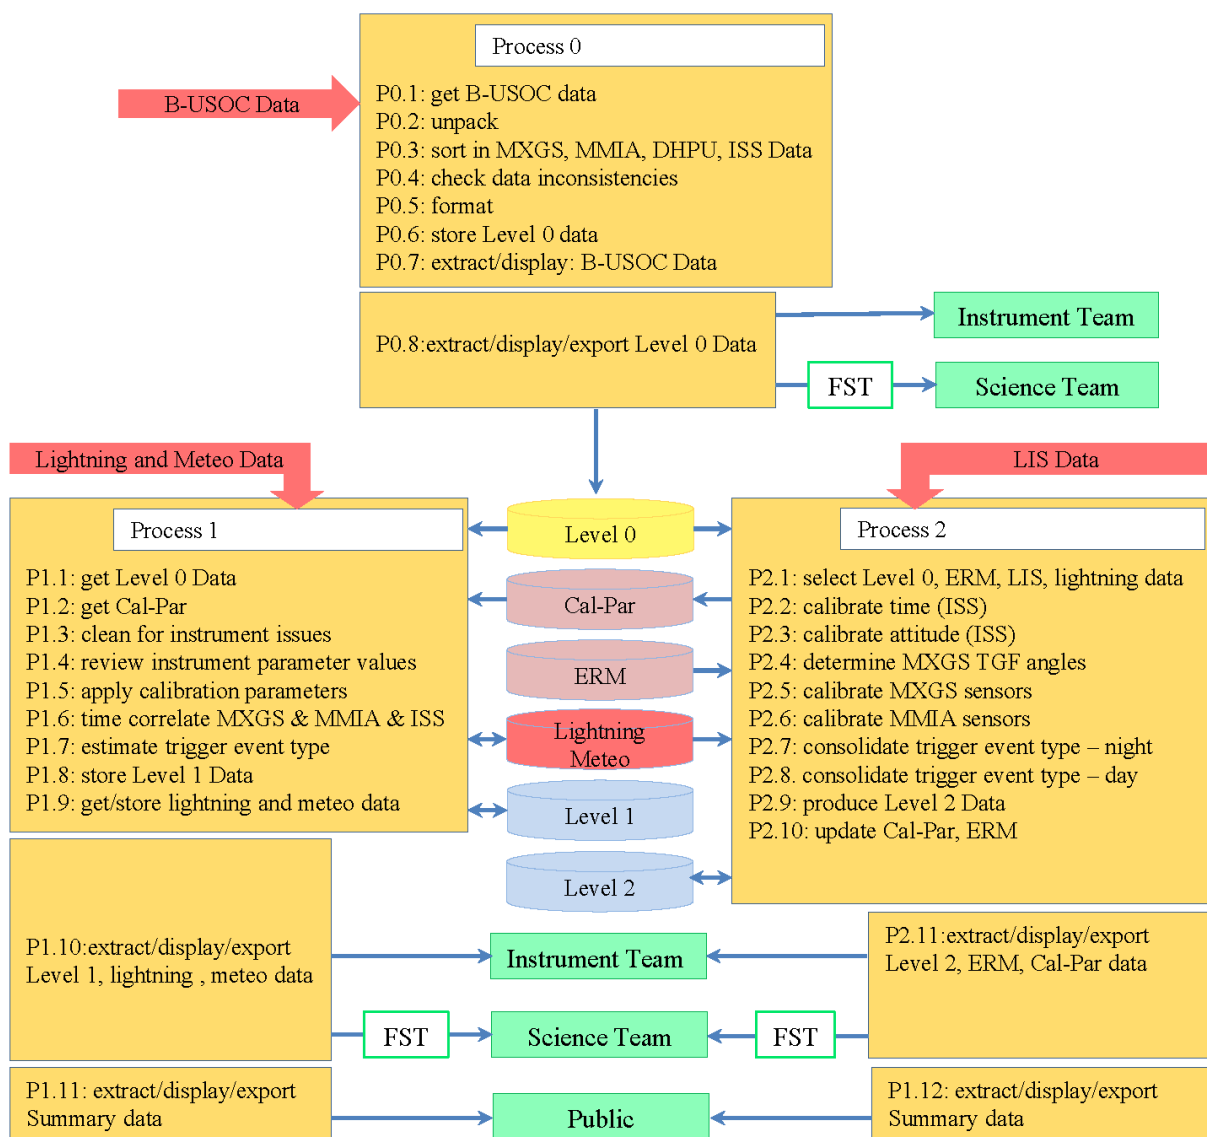 Process 0
B-USOC Data
P0.1: get B-USOC data
P0.2: unpack
P0.3: sort in MXGS, MMIA, DHPU, ISS Data
P0.4: check data inconsistencies
P0.5: format
P0.6: store Level 0 data
P0.7: extract/display: B-USOC Data
P0.8:extract/display/export Level 0 Data
Instrument Team
FST
Science Team
Lightning and Meteo Data
LIS Data
Process 1
P1.1: get Level 0 Data
P1.2: get Cal-Par
P1.3: clean for instrument issues
P1.4: review instrument parameter values
P1.5: apply calibration parameters
P1.6: time correlate MXGS & MMIA & ISS
P1.7: estimate trigger event type
P1.8: store Level 1 Data
P1.9: get/store lightning and meteo data
Level 0
Cal-Par
ERM
Lightning
Meteo
Level 1
Level 2
Process 2
P2.1: select Level 0, ERM, LIS, lightning data
P2.2: calibrate time (ISS)
P2.3: calibrate attitude (ISS)
P2.4: determine MXGS TGF angles
P2.5: calibrate MXGS sensors
P2.6: calibrate MMIA sensors
P2.7: consolidate trigger event type – night
P2.8. consolidate trigger event type – day
P2.9: produce Level 2 Data
P2.10: update Cal-Par, ERM
P1.10:extract/display/export
Level 1, lightning , meteo data
Instrument Team
P2.11:extract/display/export
Level 2, ERM, Cal-Par data
FST
Science Team
FST
P1.11: extract/display/export
Summary data
Public
P1.12: extract/display/export
Summary data